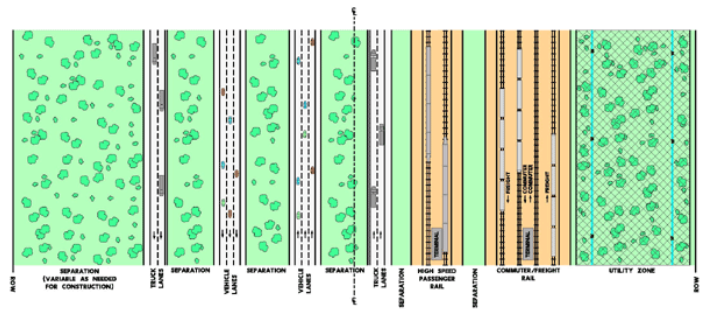 ℄
← FREIGHT
← COMMUTER
COMMUTER →
→ FREIGHT
TERMINAL
TERMINAL
ROW
SEPARATION
(VARIABLE AS NEEDED
FOR CONSTRUCTION)
TRUCK
LANES
SEPARATION
VEHICLE
LANES
SEPARATION
VEHICLE
LANES
SEPARATION
℄
TRUCK
LANES
SEPARATION
HIGH SPEED
PASSENGER
RAIL
SEPARATION
COMMUTER/FREIGHT
RAIL
UTILITY ZONE
ROW